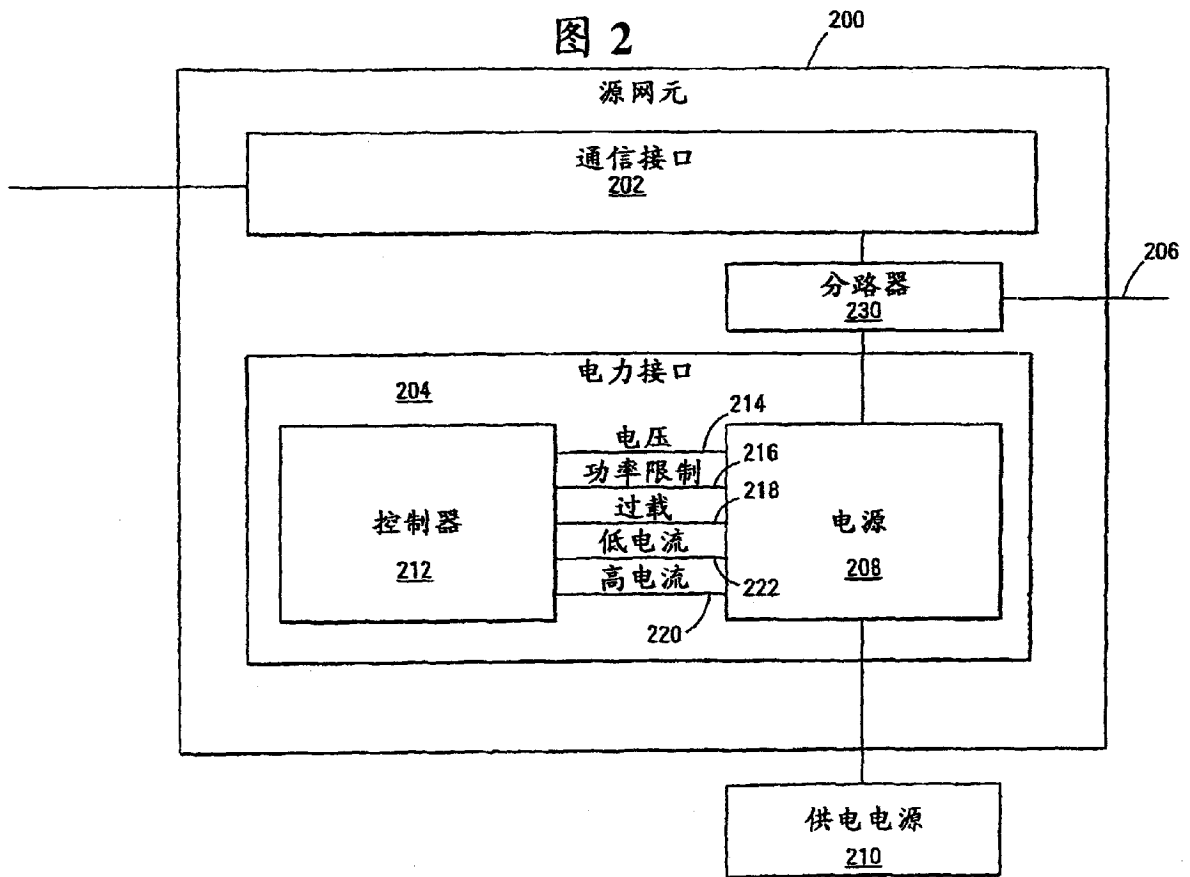 图 2
200
源网元
通信接口
202
206
分路器
230
电力接口
204
214
电压
216
功率限制
218
过载
控制器
电源
低电流
212
208
222
高电流
220
供电电源
210